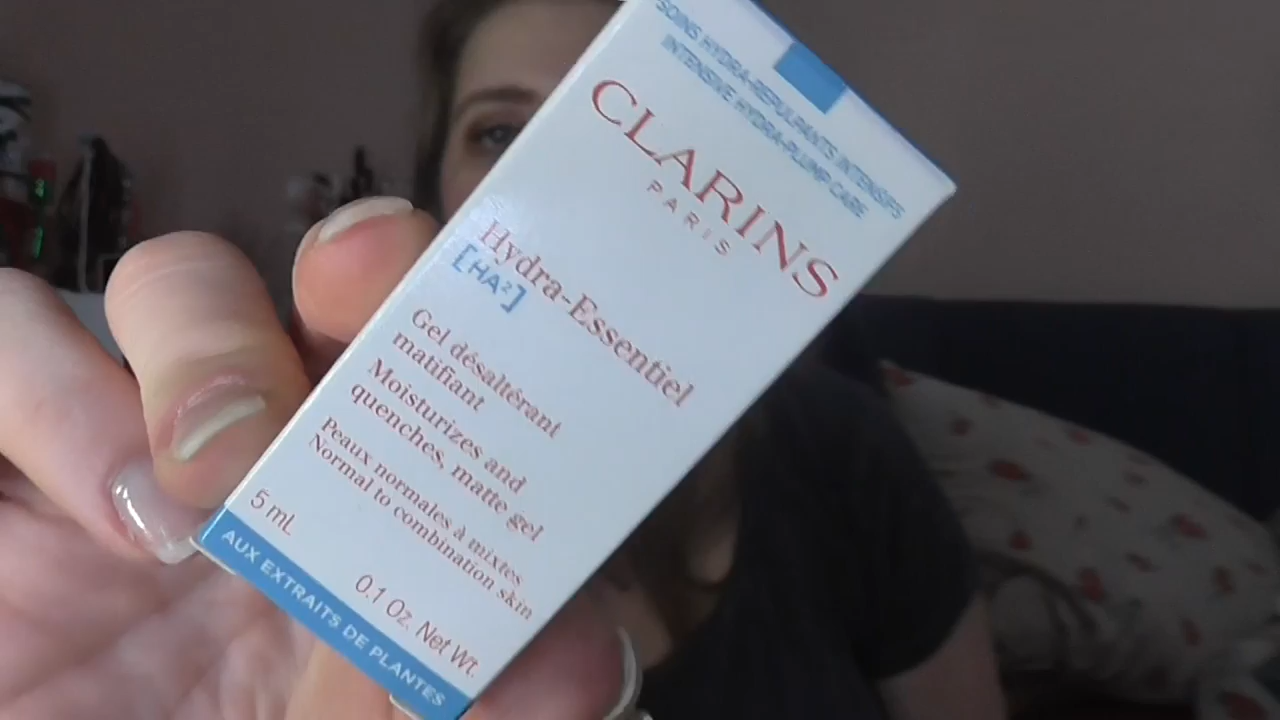 SOINS HYDRA-REPULPANTS INTENSIFS
INTENSIVE HYDRA-PLUMP CARE
CLARINS
PARIS
Hydra-Essentiel
[HA²]
Gel désaltérant
matifiant
Moisturizes and
quenches, matte gel
Peaux normales à mixtes
Normal to combination skin
5 mL
0.1 Oz. Net Wt.
AUX EXTRAITS DE PLANTES